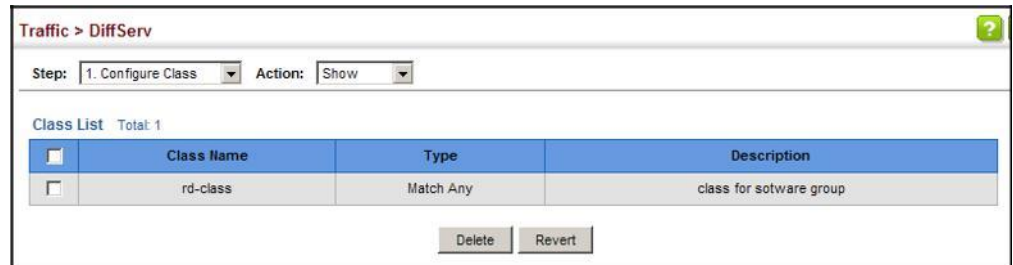 Traffic > DiffServ
?
Step: 1. Configure Class Action: Show
Class List Total: 1
Class Name Type Description
rd-class Match Any class for sotware group
Delete Revert